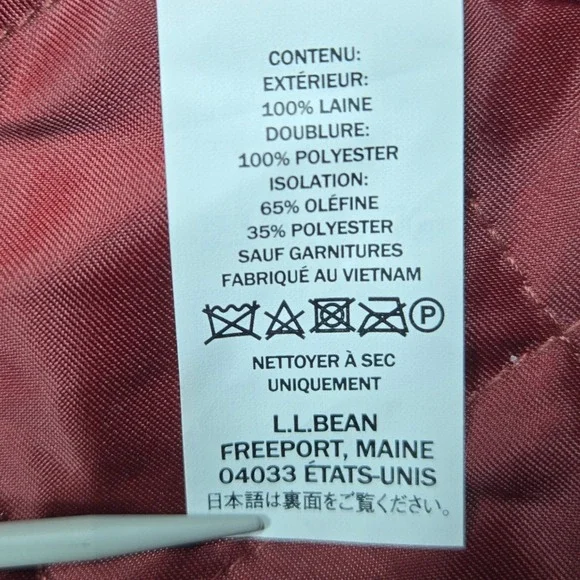 CONTENU:
EXTÉRIEUR:
100% LAINE
DOUBLURE:
100% POLYESTER
ISOLATION:
65% OLÉFINE
35% POLYESTER
SAUF GARNITURES
FABRIQUÉ AU VIETNAM
P
NETTOYER À SEC
UNIQUEMENT
L.L.BEAN
FREEPORT, MAINE
04033 ÉTATS-UNIS
日本語は裏面をご覧ください。